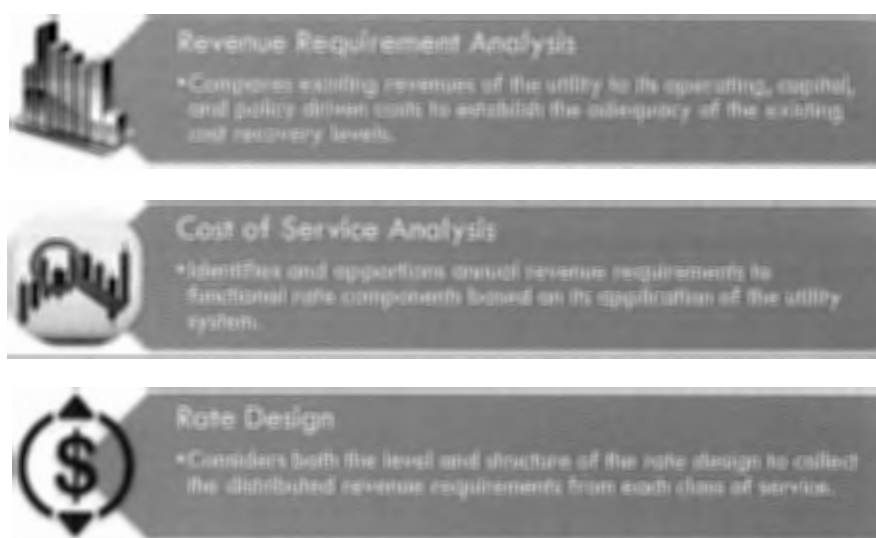 Revenue Requirement Analysis
•Compares existing revenues of the utility to its operating, capital,
and policy driven costs to establish the adequacy of the existing
cost recovery levels.
Cost of Service Analysis
•Identifies and apportions annual revenue requirements to
functional rate components based on its application of the utility
system.
$
Rate Design
•Considers both the level and structure of the rate design to collect
the distributed revenue requirements from each class of service.